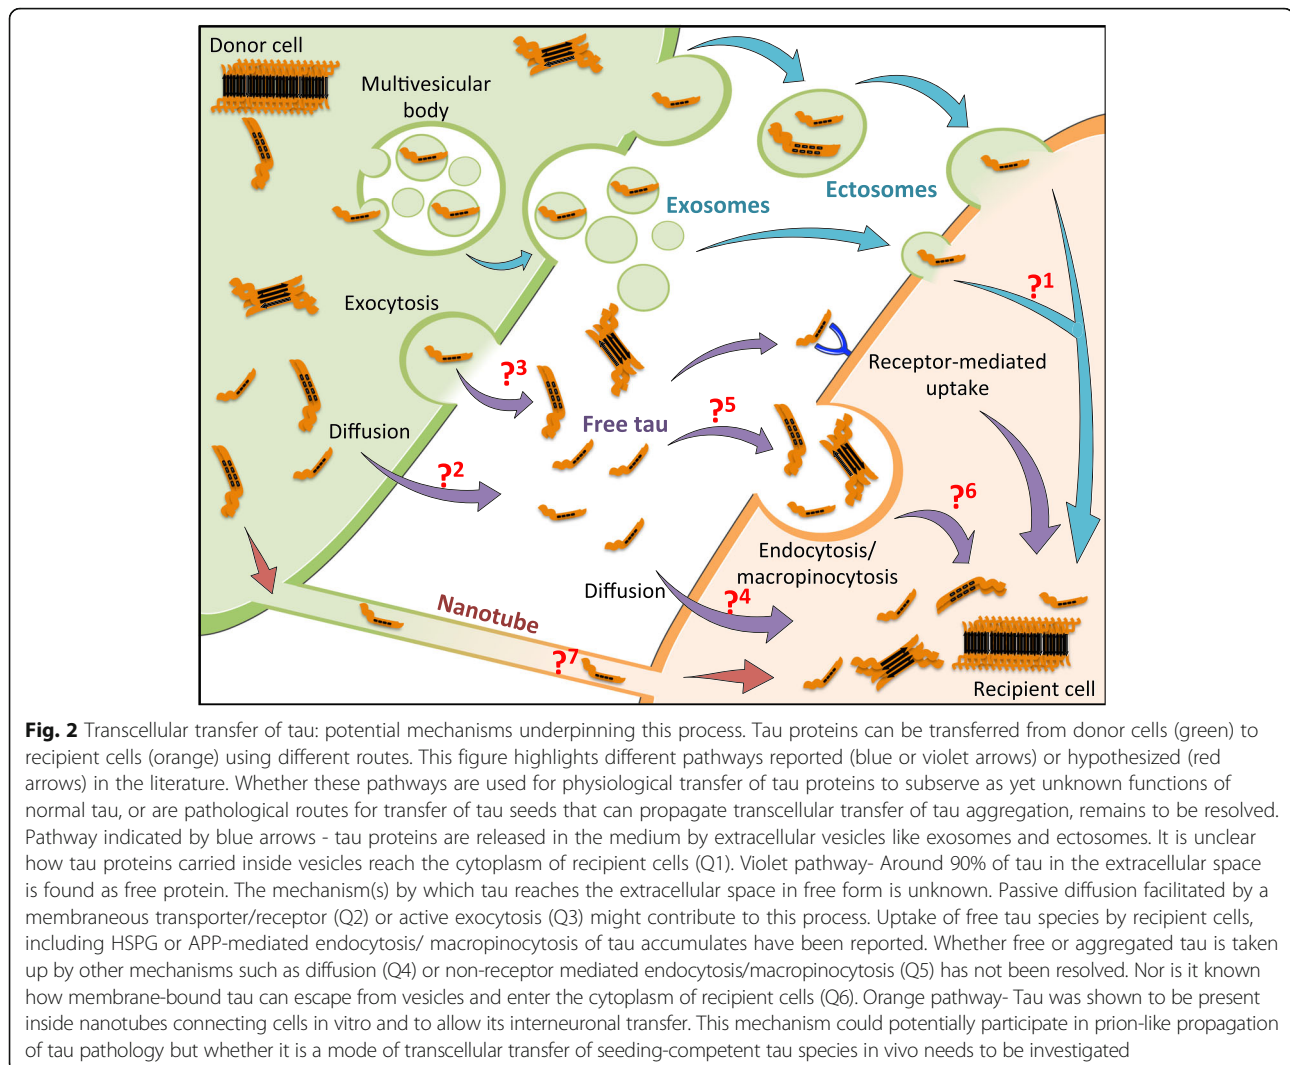 Donor cell
Multivesicular
body
Exosomes
Ectosomes
?1
Exocytosis
?3
Receptor-mediated
uptake
Free tau
?5
Diffusion
?2
?6
Endocytosis/
macropinocytosis
Diffusion
?4
Nanotube
?7
Recipient cell
Fig. 2 Transcellular transfer of tau: potential mechanisms underpinning this process. Tau proteins can be transferred from donor cells (green) to
recipient cells (orange) using different routes. This figure highlights different pathways reported (blue or violet arrows) or hypothesized (red
arrows) in the literature. Whether these pathways are used for physiological transfer of tau proteins to subserve as yet unknown functions of
normal tau, or are pathological routes for transfer of tau seeds that can propagate transcellular transfer of tau aggregation, remains to be resolved.
Pathway indicated by blue arrows - tau proteins are released in the medium by extracellular vesicles like exosomes and ectosomes. It is unclear
how tau proteins carried inside vesicles reach the cytoplasm of recipient cells (Q1). Violet pathway- Around 90% of tau in the extracellular space
is found as free protein. The mechanism(s) by which tau reaches the extracellular space in free form is unknown. Passive diffusion facilitated by a
membraneous transporter/receptor (Q2) or active exocytosis (Q3) might contribute to this process. Uptake of free tau species by recipient cells,
including HSPG or APP-mediated endocytosis/ macropinocytosis of tau accumulates have been reported. Whether free or aggregated tau is taken
up by other mechanisms such as diffusion (Q4) or non-receptor mediated endocytosis/macropinocytosis (Q5) has not been resolved. Nor is it known
how membrane-bound tau can escape from vesicles and enter the cytoplasm of recipient cells (Q6). Orange pathway- Tau was shown to be present
inside nanotubes connecting cells in vitro and to allow its interneuronal transfer. This mechanism could potentially participate in prion-like propagation
of tau pathology but whether it is a mode of transcellular transfer of seeding-competent tau species in vivo needs to be investigated